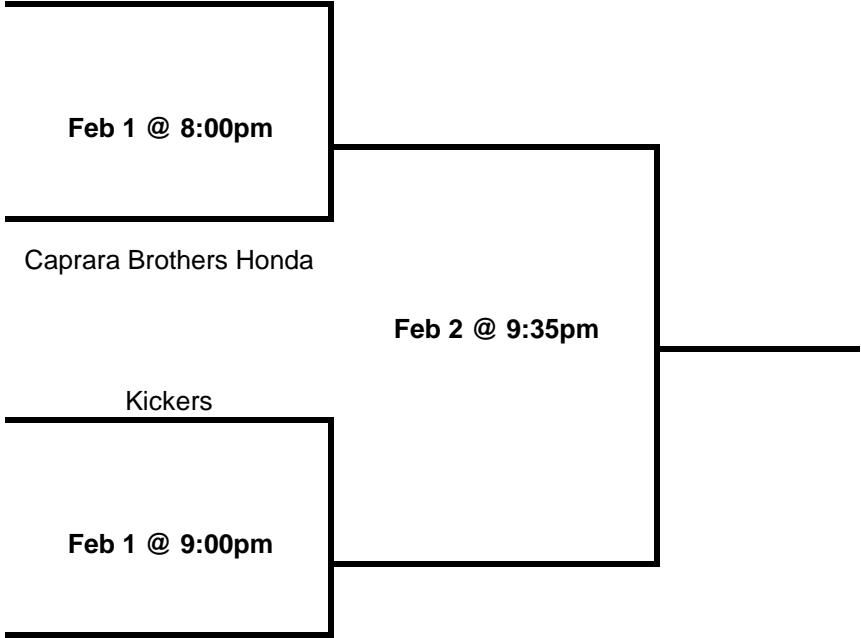 Feb 1 @ 8:00pm
Caprara Brothers Honda
Feb 2 @ 9:35pm
Kickers
Feb 1 @ 9:00pm